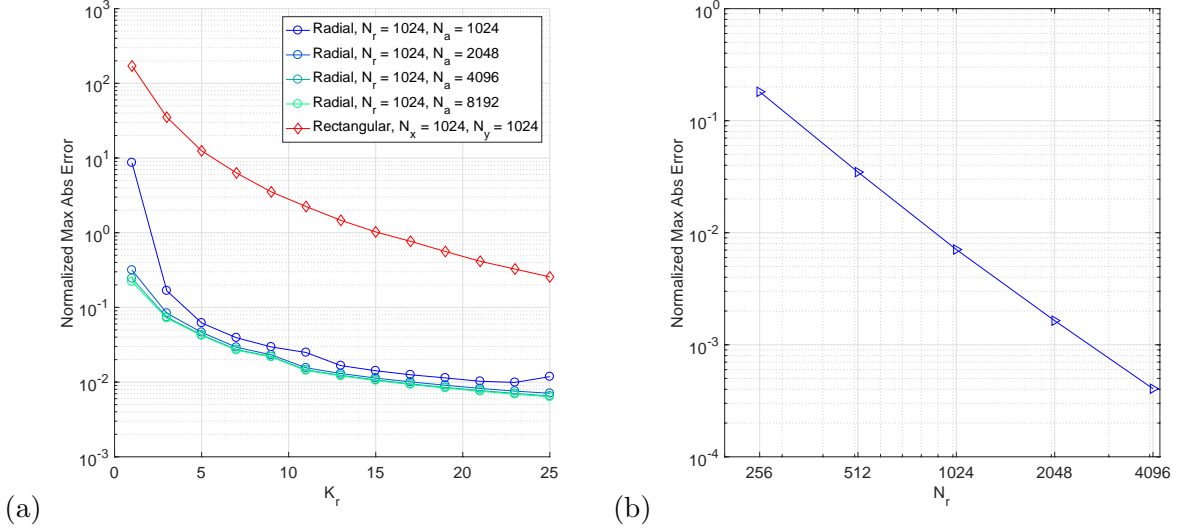 10^3
10^2
10^1
10^0
10^-1
10^-2
10^-3
Normalized Max Abs Error
0 5 10 15 20 25
K_r
Radial, N_r = 1024, N_a = 1024
Radial, N_r = 1024, N_a = 2048
Radial, N_r = 1024, N_a = 4096
Radial, N_r = 1024, N_a = 8192
Rectangular, N_x = 1024, N_y = 1024
(a)
10^0
10^-1
10^-2
10^-3
10^-4
Normalized Max Abs Error
256 512 1024 2048 4096
N_r
(b)